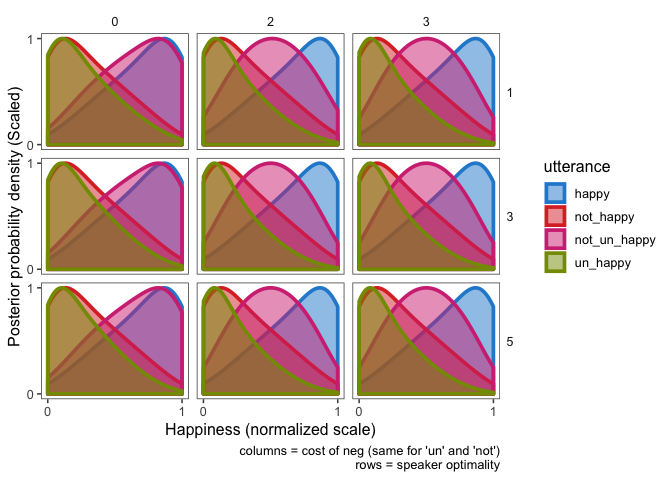 0 2 3
Posterior probability density (Scaled)
1
0
1
1
0
3
1
0
5
0 1 0 1 0 1
Happiness (normalized scale)
columns = cost of neg (same for 'un' and 'not')
rows = speaker optimality
utterance
happy
not_happy
not_un_happy
un_happy